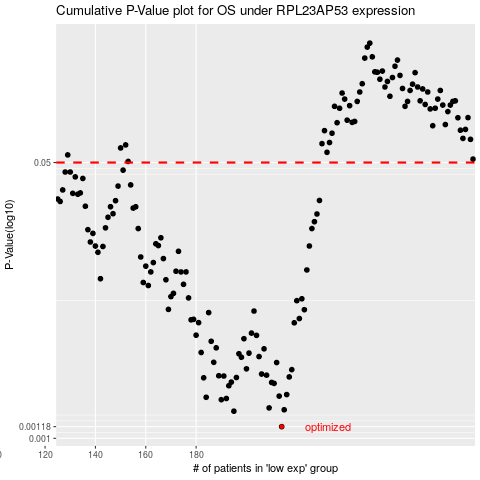 Cumulative P-Value plot for OS under RPL23AP53 expression
P-Value(log10)
0.05
0.00118
0.001
optimized
0
120
140
160
180
# of patients in 'low exp' group